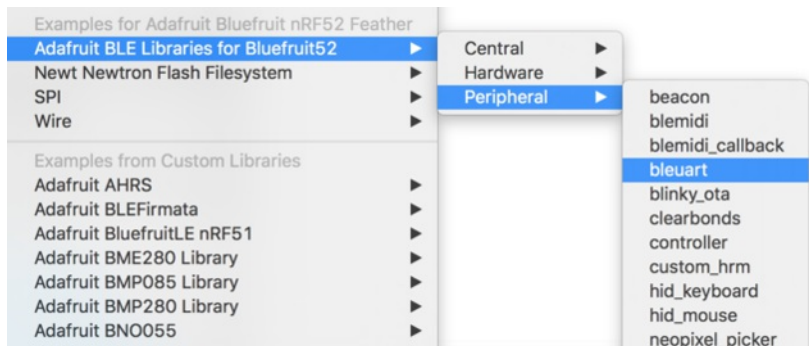 Examples for Adafruit Bluefruit nRF52 Feather
Adafruit BLE Libraries for Bluefruit52
Newt Newtron Flash Filesystem
SPI
Wire
Examples from Custom Libraries
Adafruit AHRS
Adafruit BLEFirmata
Adafruit BluefruitLE nRF51
Adafruit BME280 Library
Adafruit BMP085 Library
Adafruit BMP280 Library
Adafruit BNO055
Central
Hardware
Peripheral
beacon
blemidi
blemidi_callback
bleuart
blinky_ota
clearbonds
controller
custom_hrm
hid_keyboard
hid_mouse
neopixel_picker